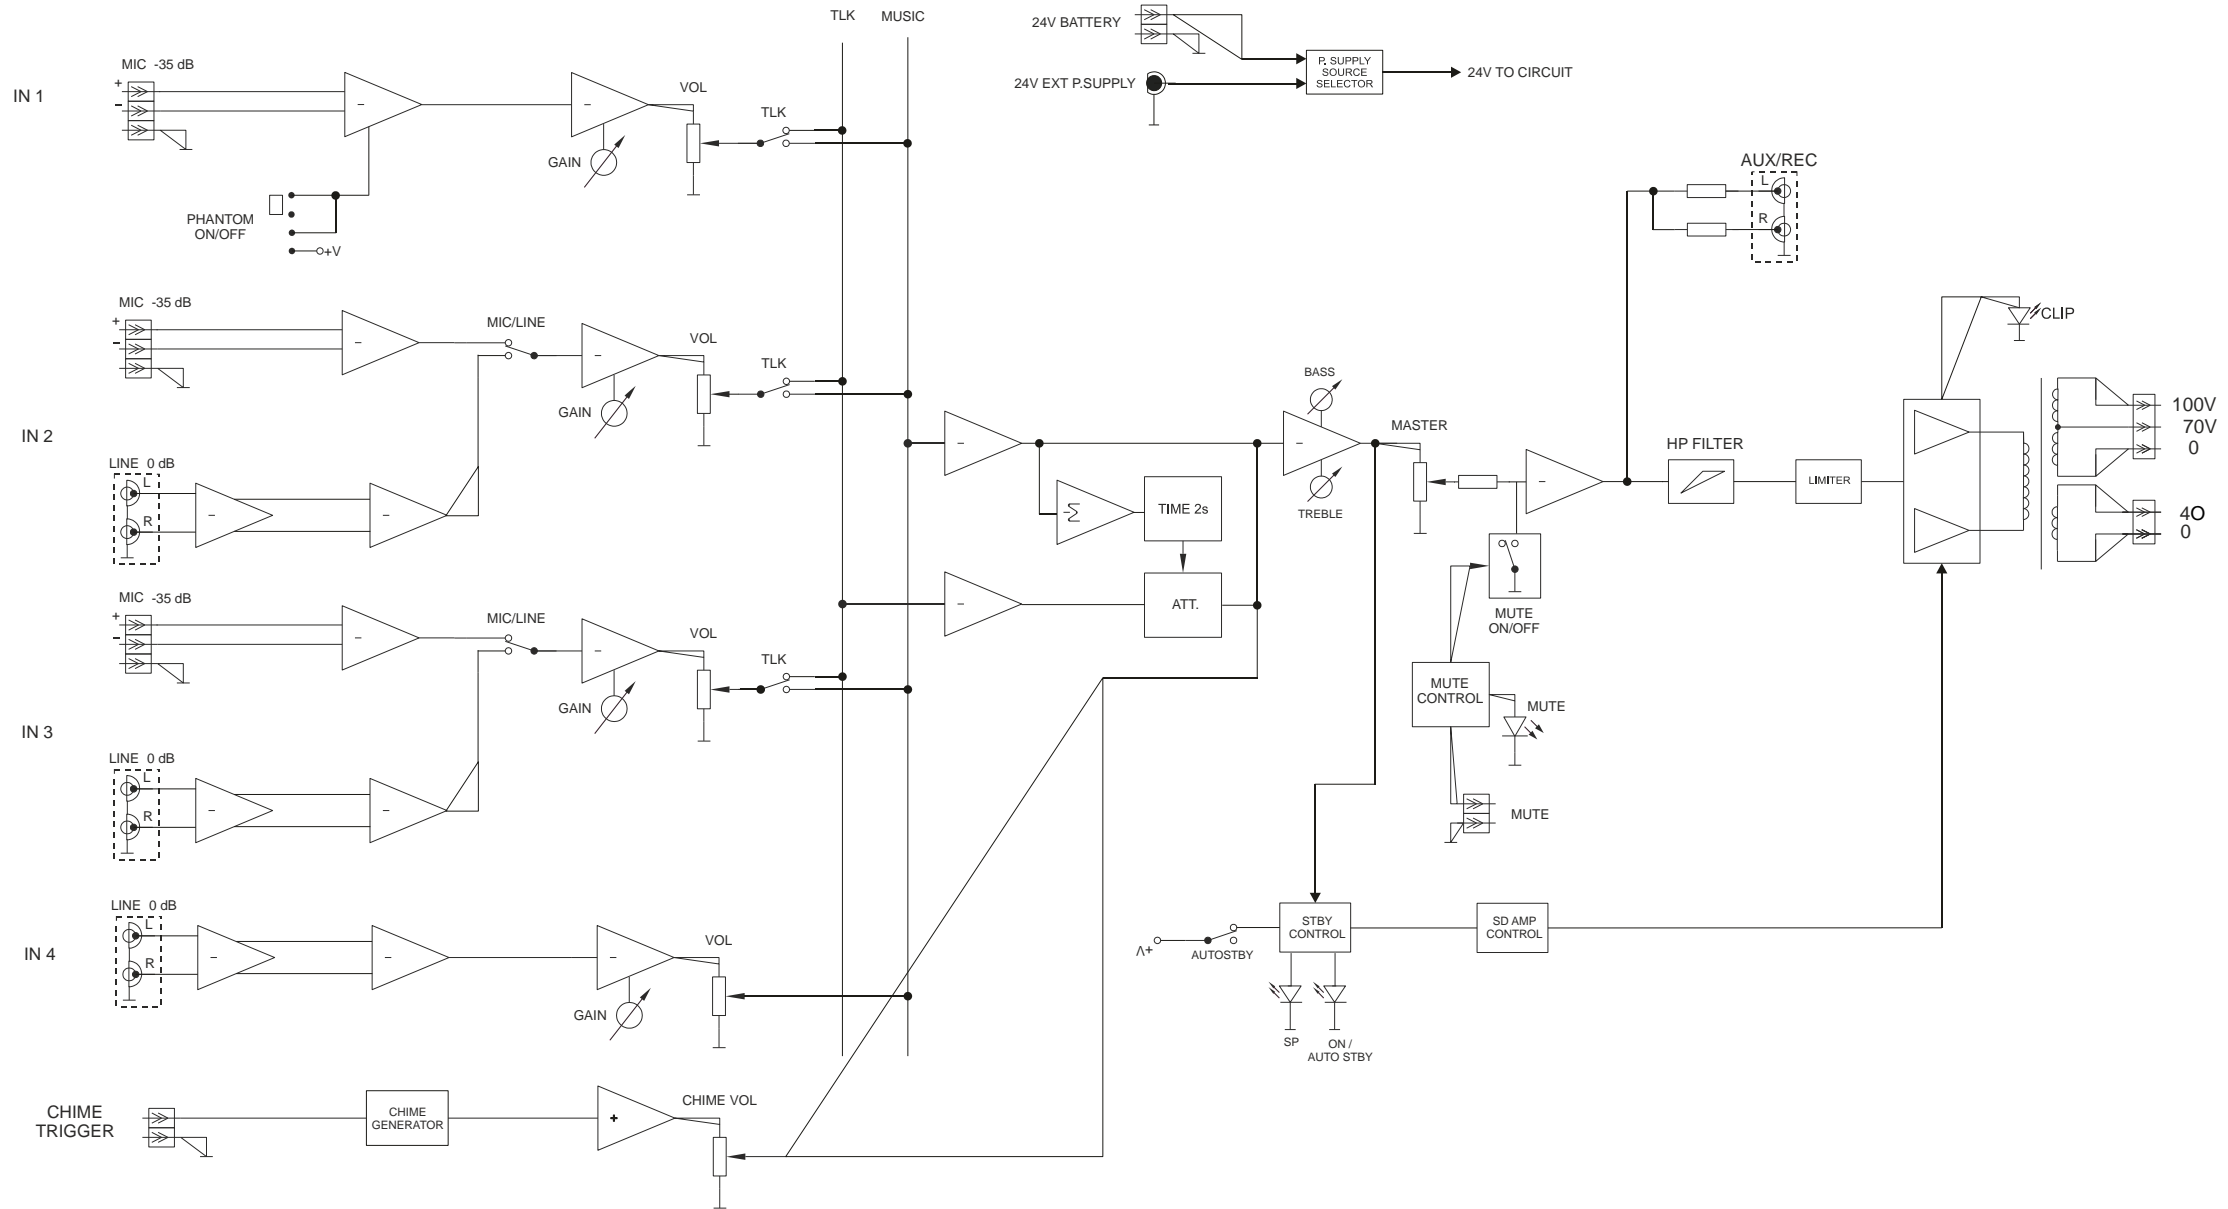 TLK MUSIC
24V BATTERY
24V EXT P.SUPPLY
P. SUPPLY
SOURCE
SELECTOR
24V TO CIRCUIT
IN 1
MIC -35 dB
+
−
−
−
VOL
GAIN
TLK
PHANTOM
ON/OFF
+V
AUX/REC
L
R
IN 2
MIC -35 dB
+
−
−
MIC/LINE
−
VOL
GAIN
TLK
LINE 0 dB
L
R
−
−
IN 3
MIC -35 dB
+
−
−
MIC/LINE
−
VOL
GAIN
TLK
LINE 0 dB
L
R
−
−
IN 4
LINE 0 dB
L
R
−
−
−
VOL
GAIN
CHIME
TRIGGER
CHIME
GENERATOR
+
CHIME VOL
−
−Σ
TIME 2s
−
ATT.
BASS
−
TREBLE
MASTER
−
MUTE
ON/OFF
MUTE
CONTROL
MUTE
MUTE
HP FILTER
LIMITER
CLIP
100V
70V
0
4O
0
Λ+
AUTOSTBY
STBY
CONTROL
SD AMP
CONTROL
SP
ON /
AUTO STBY